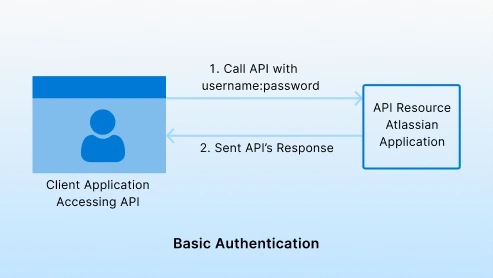 1. Call API with
username:password
API Resource
Atlassian
Application
2. Sent API's Response
Client Application
Accessing API
Basic Authentication